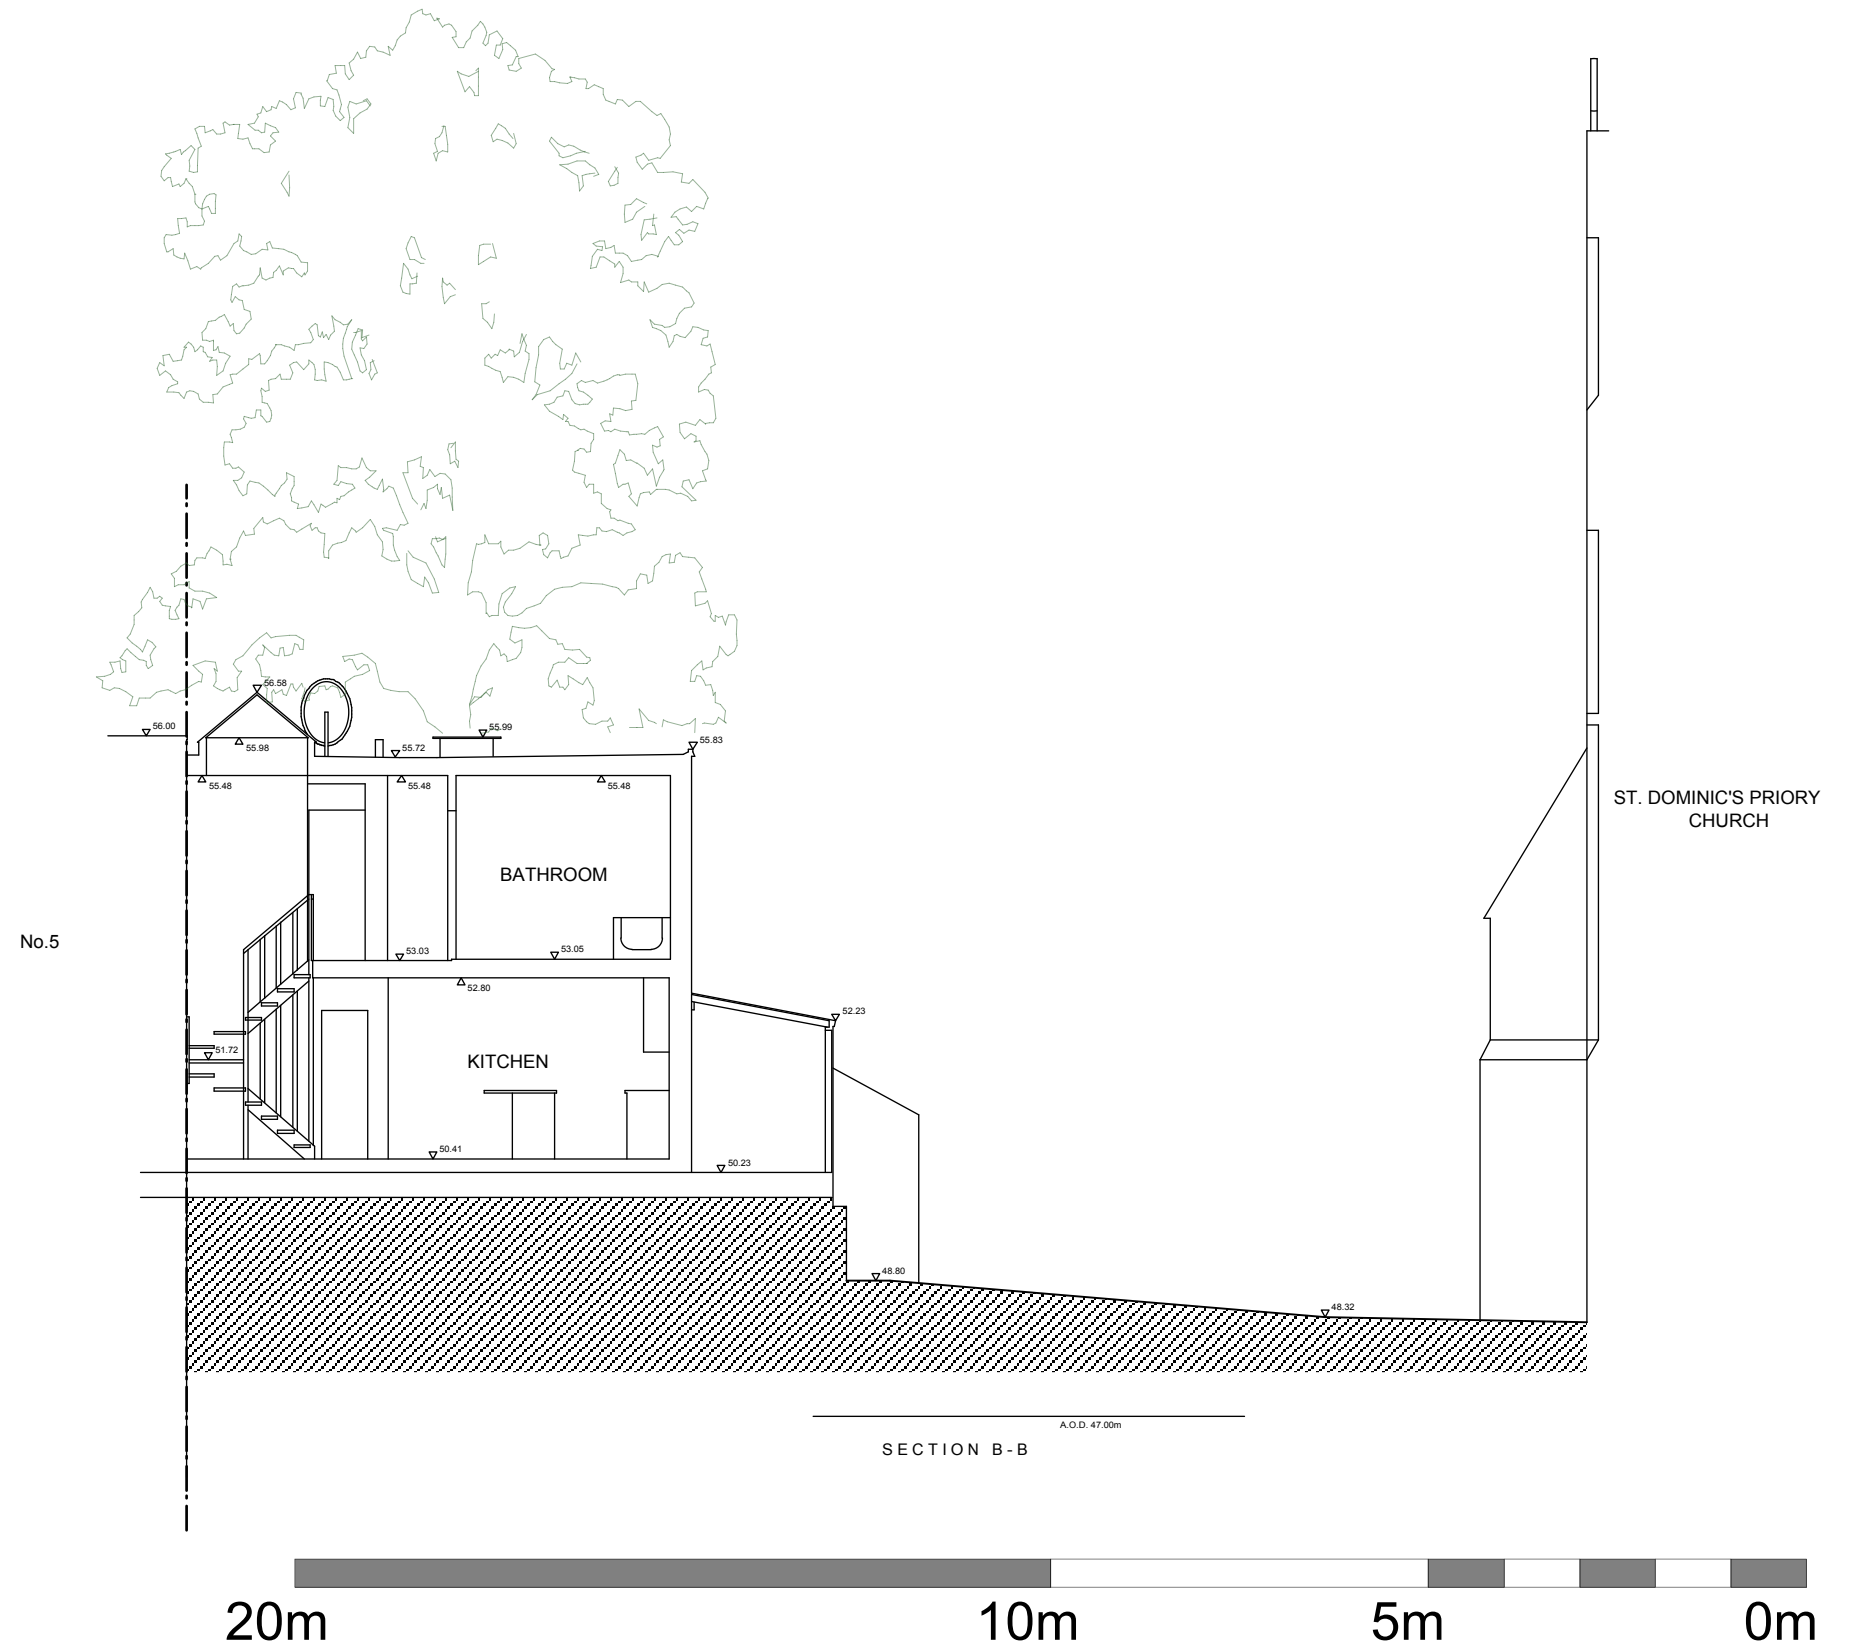 56.58
56.00
55.98
55.72
55.99
55.83
55.48
55.48
55.48
ST. DOMINIC'S PRIORY
CHURCH
BATHROOM
No.5
53.03
53.05
52.80
52.23
51.72
KITCHEN
50.41
50.23
48.80
48.32
A.O.D. 47.00m
SECTION B-B
20m 10m 5m 0m